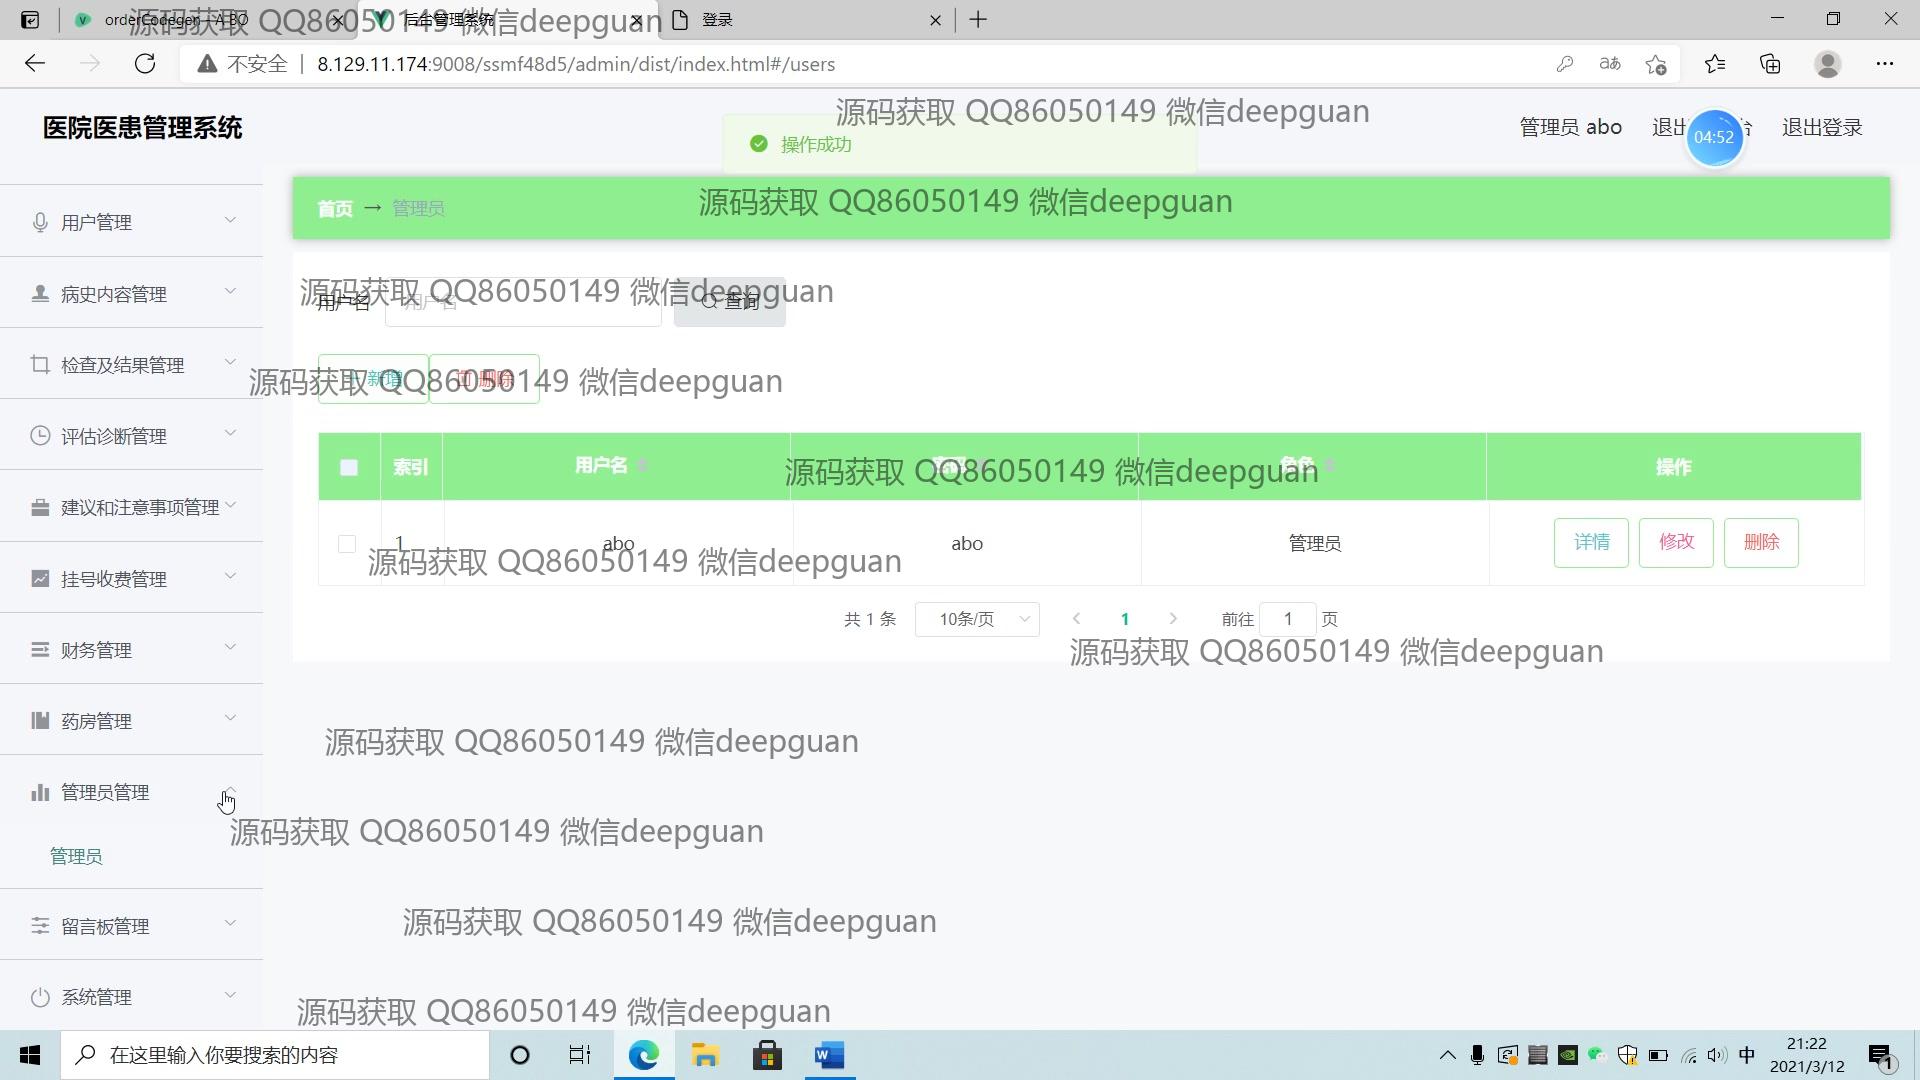 orderCodegen - A BO
后台管理系统
登录
源码获取 QQ86050149 微信deepguan
不安全 | 8.129.11.174:9008/ssmf48d5/admin/dist/index.html#/users
医院医患管理系统
源码获取 QQ86050149 微信deepguan
操作成功
管理员 abo
04:52
退出登录
首页 → 管理员
源码获取 QQ86050149 微信deepguan
用户管理
病史内容管理
检查及结果管理
评估诊断管理
建议和注意事项管理
挂号收费管理
财务管理
药房管理
管理员管理
管理员
留言板管理
系统管理
源码获取 QQ86050149 微信deepguan
用户名 用户名 查询
源码获取 QQ86050149 微信deepguan
新增 删除
索引 用户名 密码 角色 操作
源码获取 QQ86050149 微信deepguan
1 abo abo 管理员 详情 修改 删除
源码获取 QQ86050149 微信deepguan
共 1 条 10条/页 1 前往 1 页
源码获取 QQ86050149 微信deepguan
源码获取 QQ86050149 微信deepguan
源码获取 QQ86050149 微信deepguan
源码获取 QQ86050149 微信deepguan
源码获取 QQ86050149 微信deepguan
在这里输入你要搜索的内容
中
21:22
2021/3/12
1